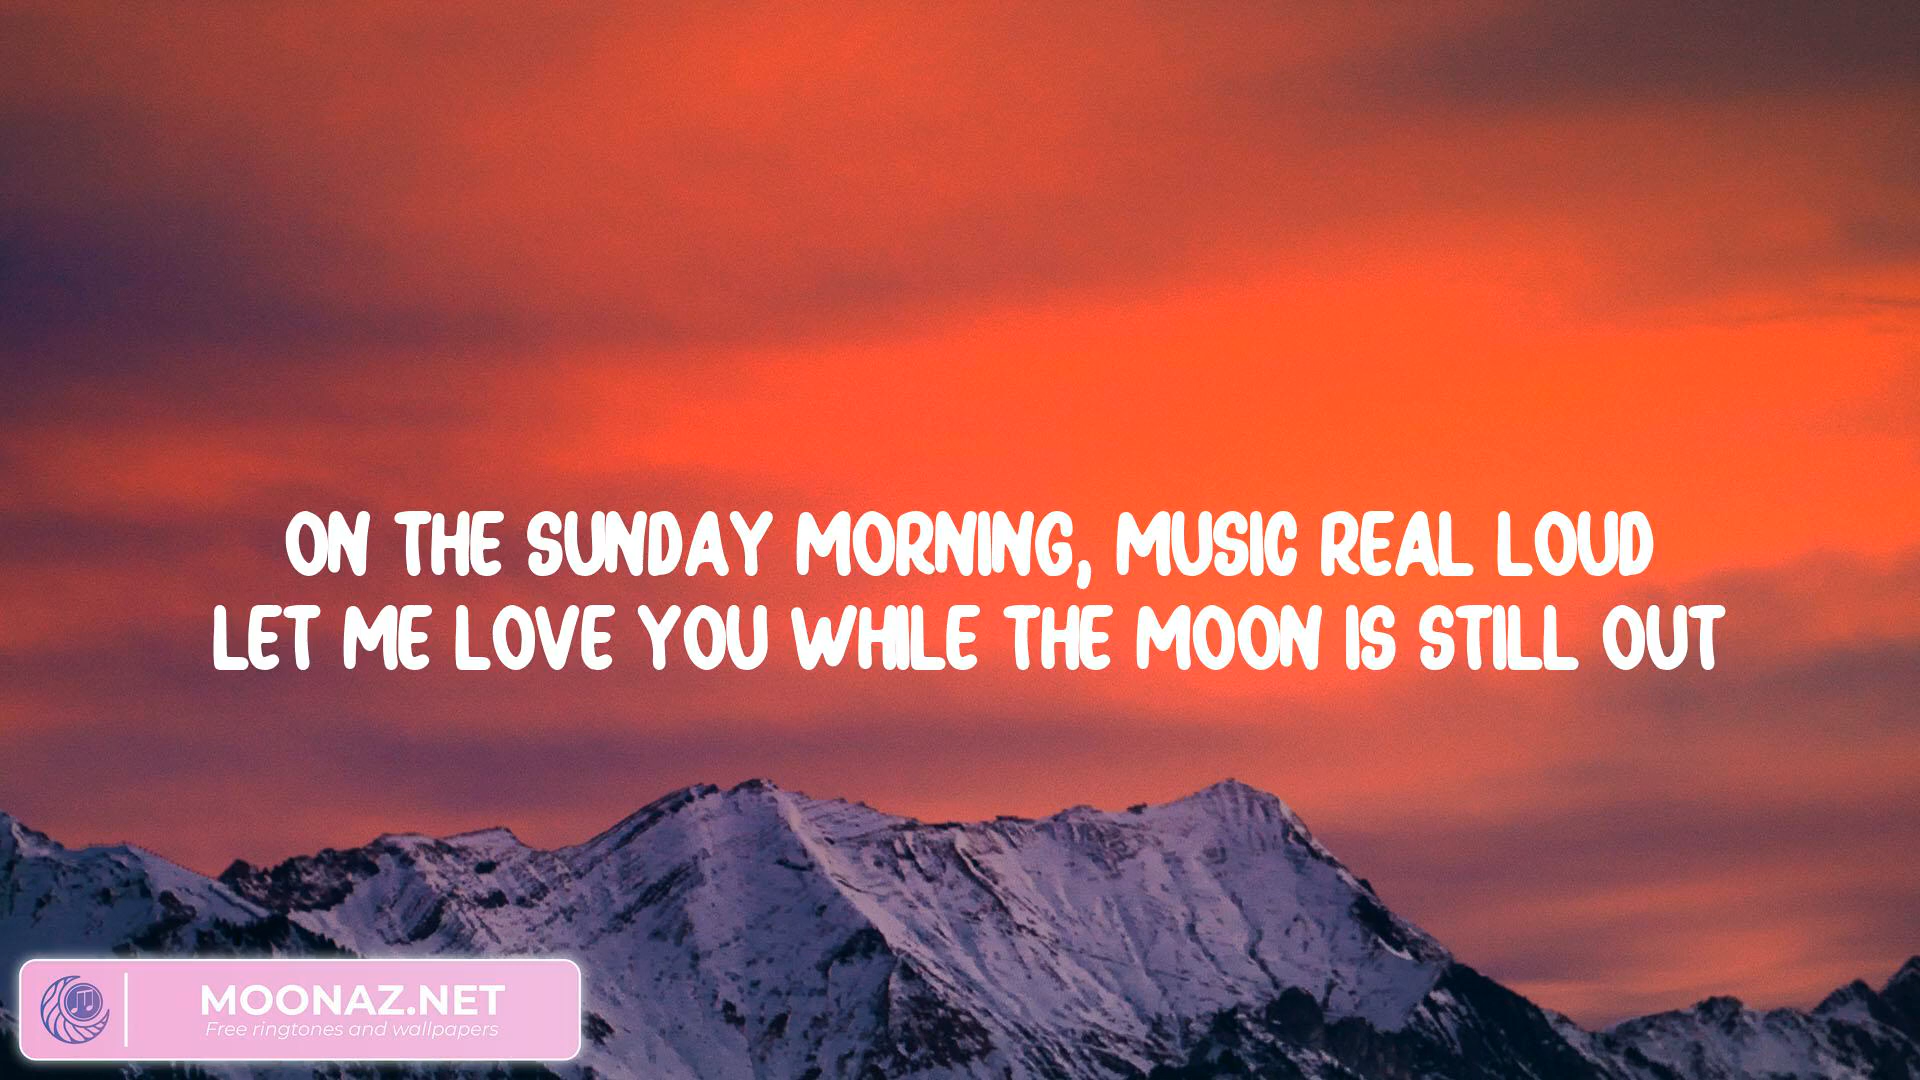 ON THE SUNDAY MORNING, MUSIC REAL LOUD
LET ME LOVE YOU WHILE THE MOON IS STILL OUT
MOONAZ.NET
Free ringtones and wallpapers